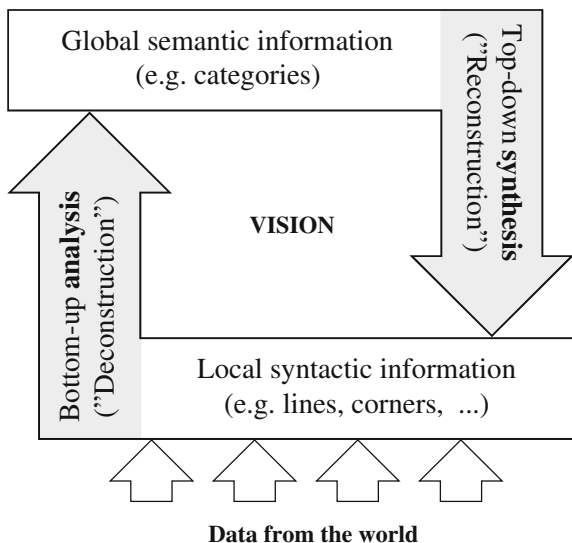 Global semantic information
(e.g. categories)
Top-down synthesis
(”Reconstruction”)
VISION
Bottom-up analysis
(”Deconstruction”)
Local syntactic information
(e.g. lines, corners, ...)
Data from the world